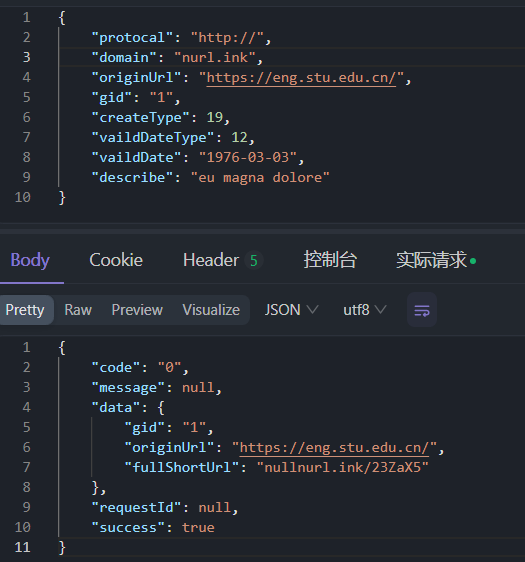 1 {
2 "protocal": "http://",
3 "domain": "nurl.ink",
4 "originUrl": "https://eng.stu.edu.cn/",
5 "gid": "1",
6 "createType": 19,
7 "vaildDateType": 12,
8 "vaildDate": "1976-03-03",
9 "describe": "eu magna dolore"
10 }
Body Cookie Header 5 控制台 实际请求
Pretty Raw Preview Visualize JSON utf8
1 {
2 "code": "0",
3 "message": null,
4 "data": {
5 "gid": "1",
6 "originUrl": "https://eng.stu.edu.cn/",
7 "fullShortUrl": "nullnurl.ink/23ZaX5"
8 },
9 "requestId": null,
10 "success": true
11 }